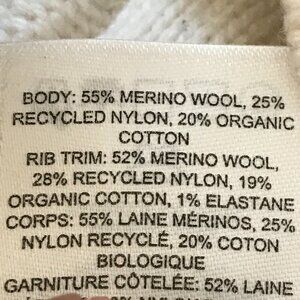 BODY: 55% MERINO WOOL, 25%
RECYCLED NYLON, 20% ORGANIC
COTTON
RIB TRIM: 52% MERINO WOOL,
28% RECYCLED NYLON, 19%
ORGANIC COTTON, 1% ELASTANE
CORPS: 55% LAINE MÉRINOS, 25%
NYLON RECYCLÉ, 20% COTON
BIOLOGIQUE
GARNITURE CÔTELÉE: 52% LAINE